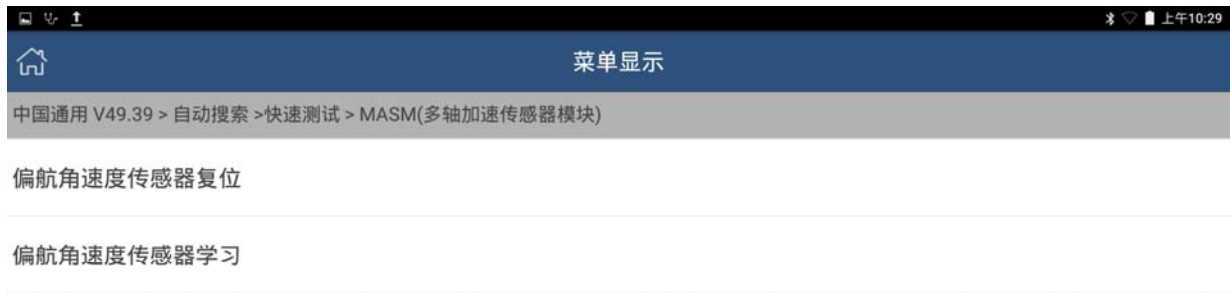 上午10:29
菜单显示
中国通用 V49.39 > 自动搜索 >快速测试 > MASM(多轴加速传感器模块)
偏航角速度传感器复位
偏航角速度传感器学习